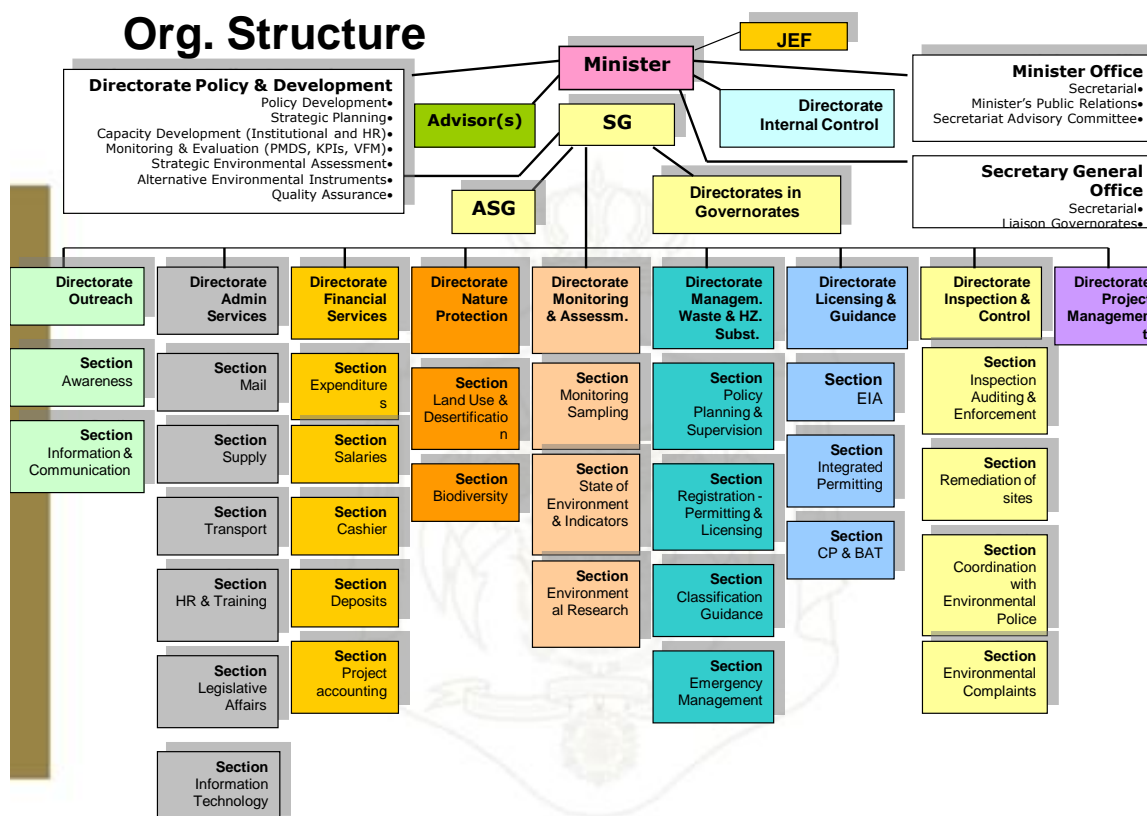 Org. Structure
JEF
Minister
Directorate Policy & Development
Policy Development•
Strategic Planning•
Capacity Development (Institutional and HR)•
Monitoring & Evaluation (PMDS, KPIs, VFM)•
Strategic Environmental Assessment•
Alternative Environmental Instruments•
Quality Assurance•
Advisor(s)
SG
Directorate
Internal Control
Minister Office
Secretarial•
Minister's Public Relations•
Secretariat Advisory Committee•
Secretary General
Office
Secretarial•
Liaison Governorates•
ASG
Directorates in
Governorates
Directorate
Outreach
Section
Awareness
Section
Information &
Communication
Directorate
Admin
Services
Section
Mail
Section
Supply
Section
Transport
Section
HR & Training
Section
Legislative
Affairs
Section
Information
Technology
Directorate
Financial
Services
Section
Expenditure
s
Section
Salaries
Section
Cashier
Section
Deposits
Section
Project
accounting
Directorate
Nature
Protection
Section
Land Use &
Desertificatio
n
Section
Biodiversity
Directorate
Monitoring
& Assessm.
Section
Monitoring
Sampling
Section
State of
Environment
& Indicators
Section
Environment
al Research
Directorate
Managem.
Waste & HZ.
Subst.
Section
Policy
Planning &
Supervision
Section
Registration -
Permitting &
Licensing
Section
Classification
Guidance
Section
Emergency
Management
Directorate
Licensing &
Guidance
Section
EIA
Section
Integrated
Permitting
Section
CP & BAT
Directorate
Inspection &
Control
Section
Inspection
Auditing &
Enforcement
Section
Remediation of
sites
Section
Coordination
with
Environmental
Police
Section
Environmental
Complaints
Directorate
Project
Managemen
t